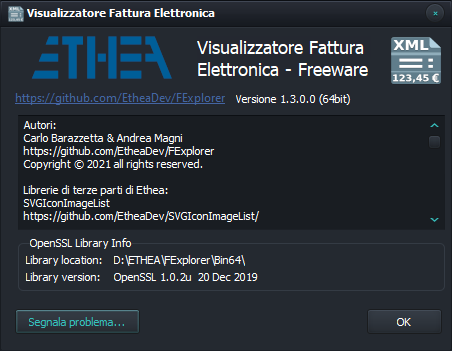 Visualizzatore Fattura Elettronica
ETHEA
Visualizzatore Fattura
Elettronica - Freeware
XML
123,45 €
https://github.com/EtheaDev/FExplorer Versione 1.3.0.0 (64bit)
Autori:
Carlo Barazzetta & Andrea Magni
https://github.com/EtheaDev/FExplorer
Copyright © 2021 all rights reserved.
Librerie di terze parti di Ethea:
SVGIconImageList
https://github.com/EtheaDev/SVGIconImageList/
OpenSSL Library Info
Library location: D:\ETHEA\FExplorer\Bin64\
Library version: OpenSSL 1.0.2u 20 Dec 2019
Segnala problema...
OK